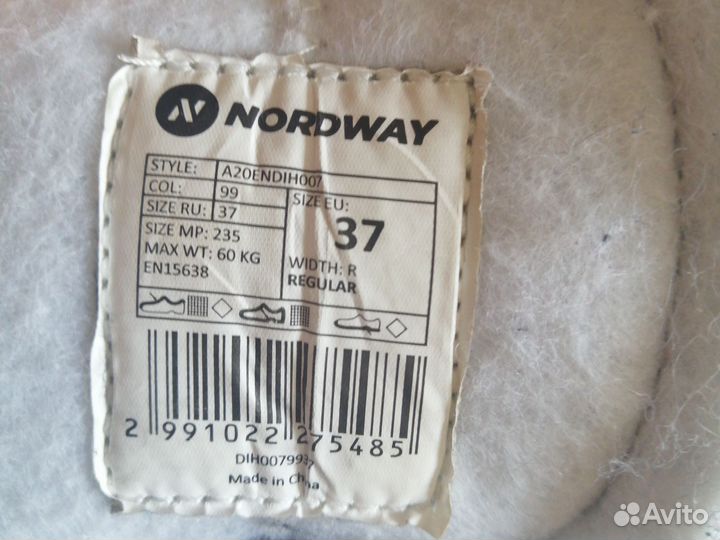 NORDWAY
STYLE: A20ENDIH007
COL: 99
SIZE RU: 37
SIZE MP: 235
MAX WT: 60 KG
EN15638
SIZE EU:
37
WIDTH: R
REGULAR
2 991022 275485
DIH0079937
Made in China
Avito